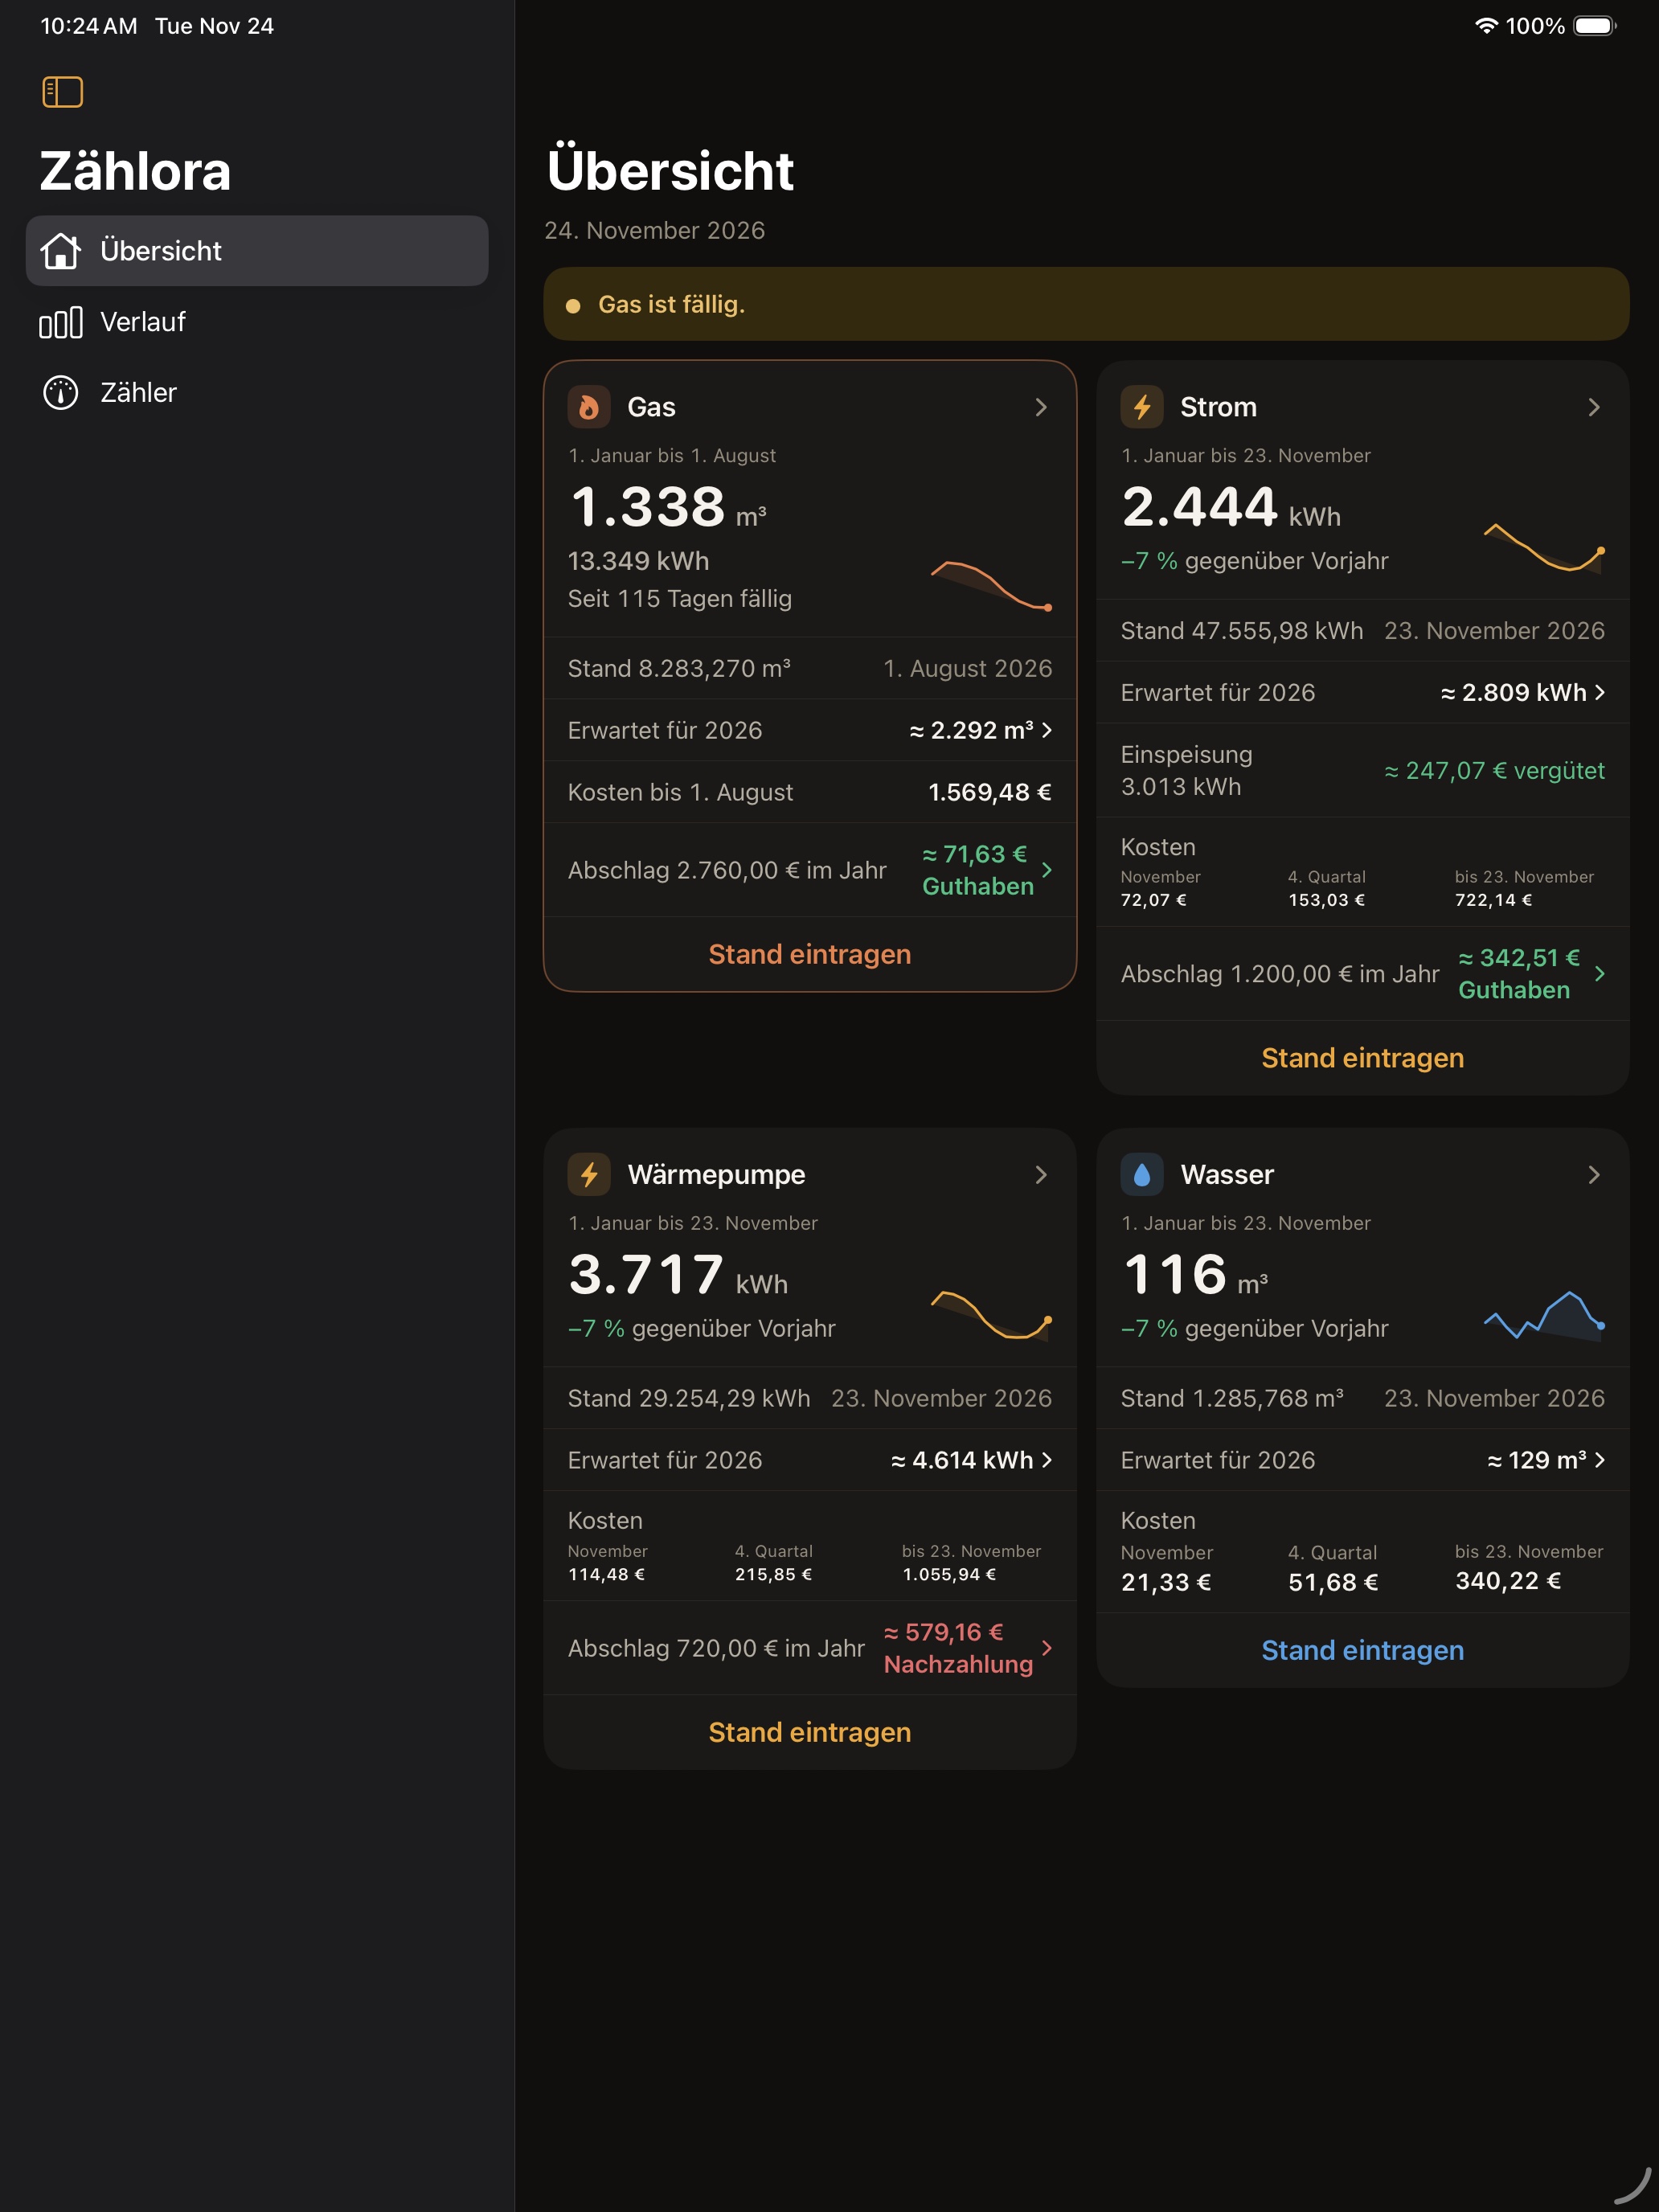 10:24 AM Tue Nov 24
100%
Zählora
Übersicht
Verlauf
Zähler
Übersicht
24. November 2026
Gas ist fällig.
Gas
1. Januar bis 1. August
1.338 m³
13.349 kWh
Seit 115 Tagen fällig
Stand 8.283,270 m³ 1. August 2026
Erwartet für 2026 ≈ 2.292 m³
Kosten bis 1. August 1.569,48 €
Abschlag 2.760,00 € im Jahr ≈ 71,63 €
Guthaben
Stand eintragen
Strom
1. Januar bis 23. November
2.444 kWh
−7 % gegenüber Vorjahr
Stand 47.555,98 kWh 23. November 2026
Erwartet für 2026 ≈ 2.809 kWh
Einspeisung
3.013 kWh ≈ 247,07 € vergütet
Kosten
November 4. Quartal bis 23. November
72,07 € 153,03 € 722,14 €
Abschlag 1.200,00 € im Jahr ≈ 342,51 €
Guthaben
Stand eintragen
Wärmepumpe
1. Januar bis 23. November
3.717 kWh
−7 % gegenüber Vorjahr
Stand 29.254,29 kWh 23. November 2026
Erwartet für 2026 ≈ 4.614 kWh
Kosten
November 4. Quartal bis 23. November
114,48 € 215,85 € 1.055,94 €
Abschlag 720,00 € im Jahr ≈ 579,16 €
Nachzahlung
Stand eintragen
Wasser
1. Januar bis 23. November
116 m³
−7 % gegenüber Vorjahr
Stand 1.285,768 m³ 23. November 2026
Erwartet für 2026 ≈ 129 m³
Kosten
November 4. Quartal bis 23. November
21,33 € 51,68 € 340,22 €
Stand eintragen